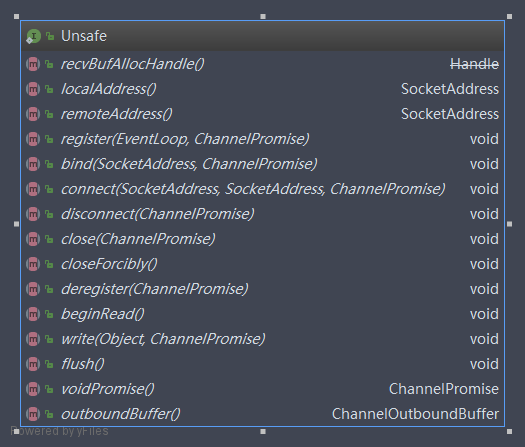 Unsafe
recvBufAllocHandle() Handle
localAddress() SocketAddress
remoteAddress() SocketAddress
register(EventLoop, ChannelPromise) void
bind(SocketAddress, ChannelPromise) void
connect(SocketAddress, SocketAddress, ChannelPromise) void
disconnect(ChannelPromise) void
close(ChannelPromise) void
closeForcibly() void
deregister(ChannelPromise) void
beginRead() void
write(Object, ChannelPromise) void
flush() void
voidPromise() ChannelPromise
outboundBuffer() ChannelOutboundBuffer
Powered by yFiles